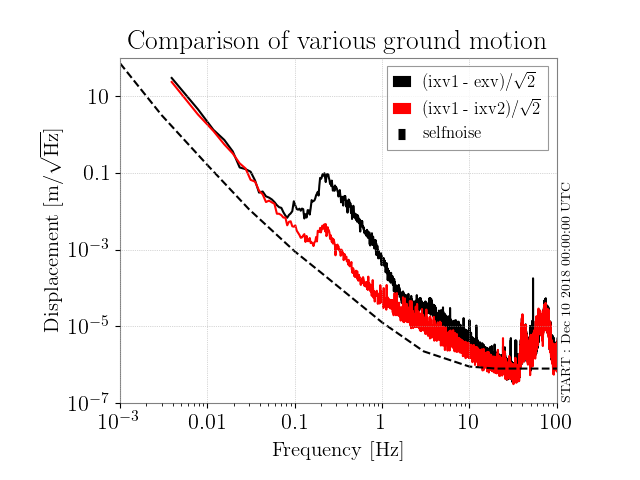 Comparison of various ground motion
(ixv1 - exv)/√2
(ixv1 - ixv2)/√2
selfnoise
Displacement [m/√Hz]
10
0.1
10⁻³
10⁻⁵
10⁻⁷
10⁻³
0.01
0.1
1
10
100
Frequency [Hz]
START : Dec 10 2018 00:00:00 UTC